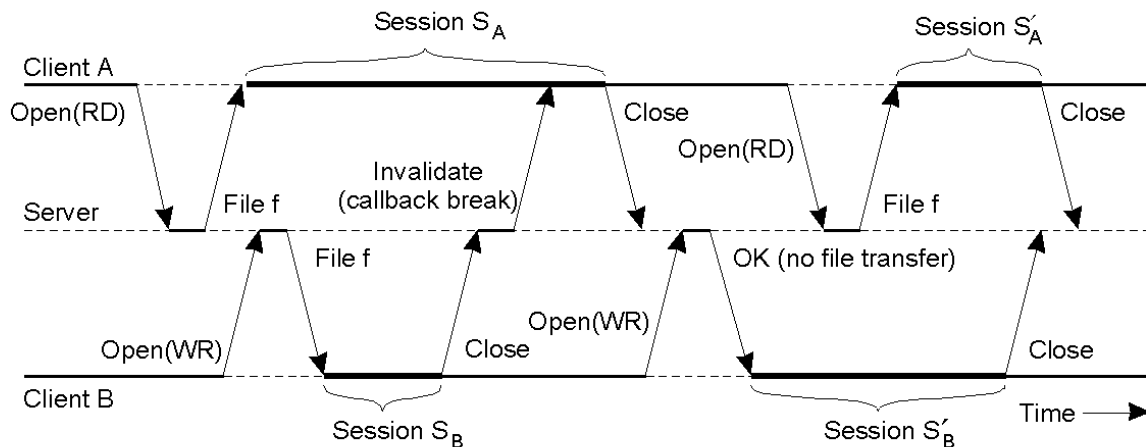 Session S_A
Session S'_A
Client A
Open(RD)
Close
Close
Open(RD)
Invalidate
(callback break)
File f
File f
Server
File f
OK (no file transfer)
Open(WR)
Open(WR)
Close
Close
Client B
Time
Session S_B
Session S'_B